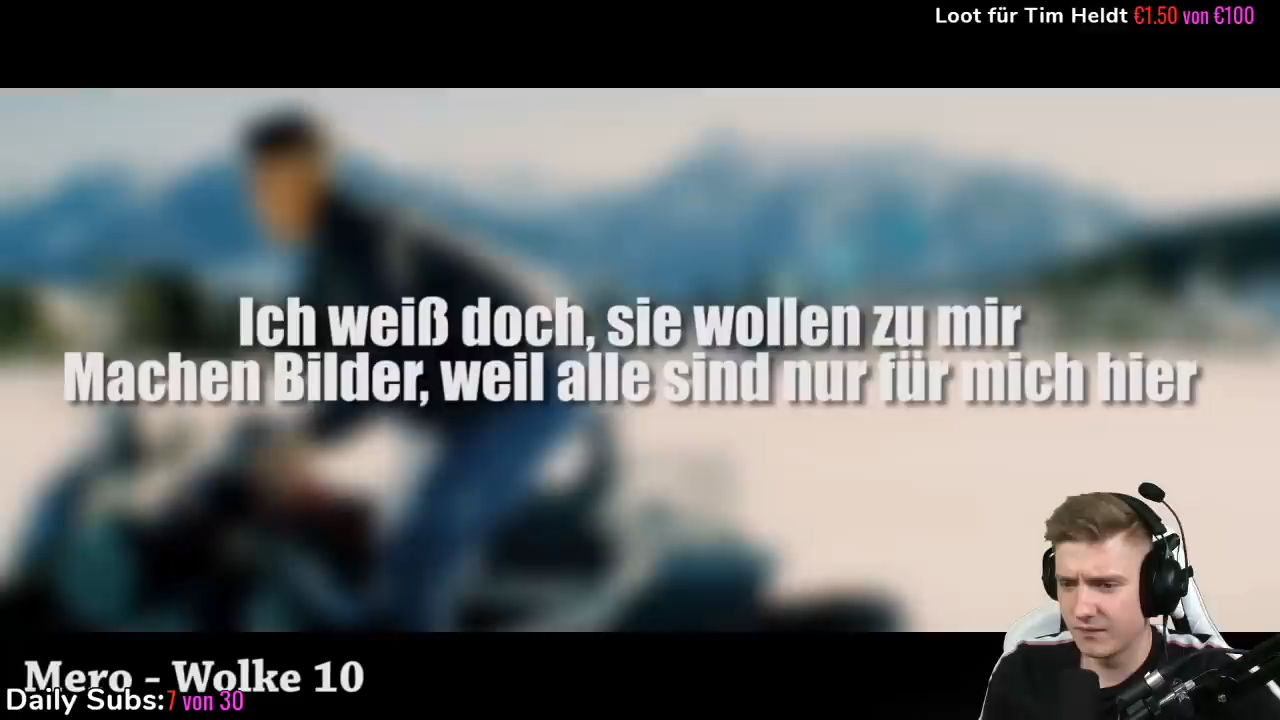 Loot für Tim Heldt €1.50 von €100
Ich weiß doch, sie wollen zu mir
Machen Bilder, weil alle sind nur für mich hier
Mero - Wolke 10
Daily Subs:7 von 30